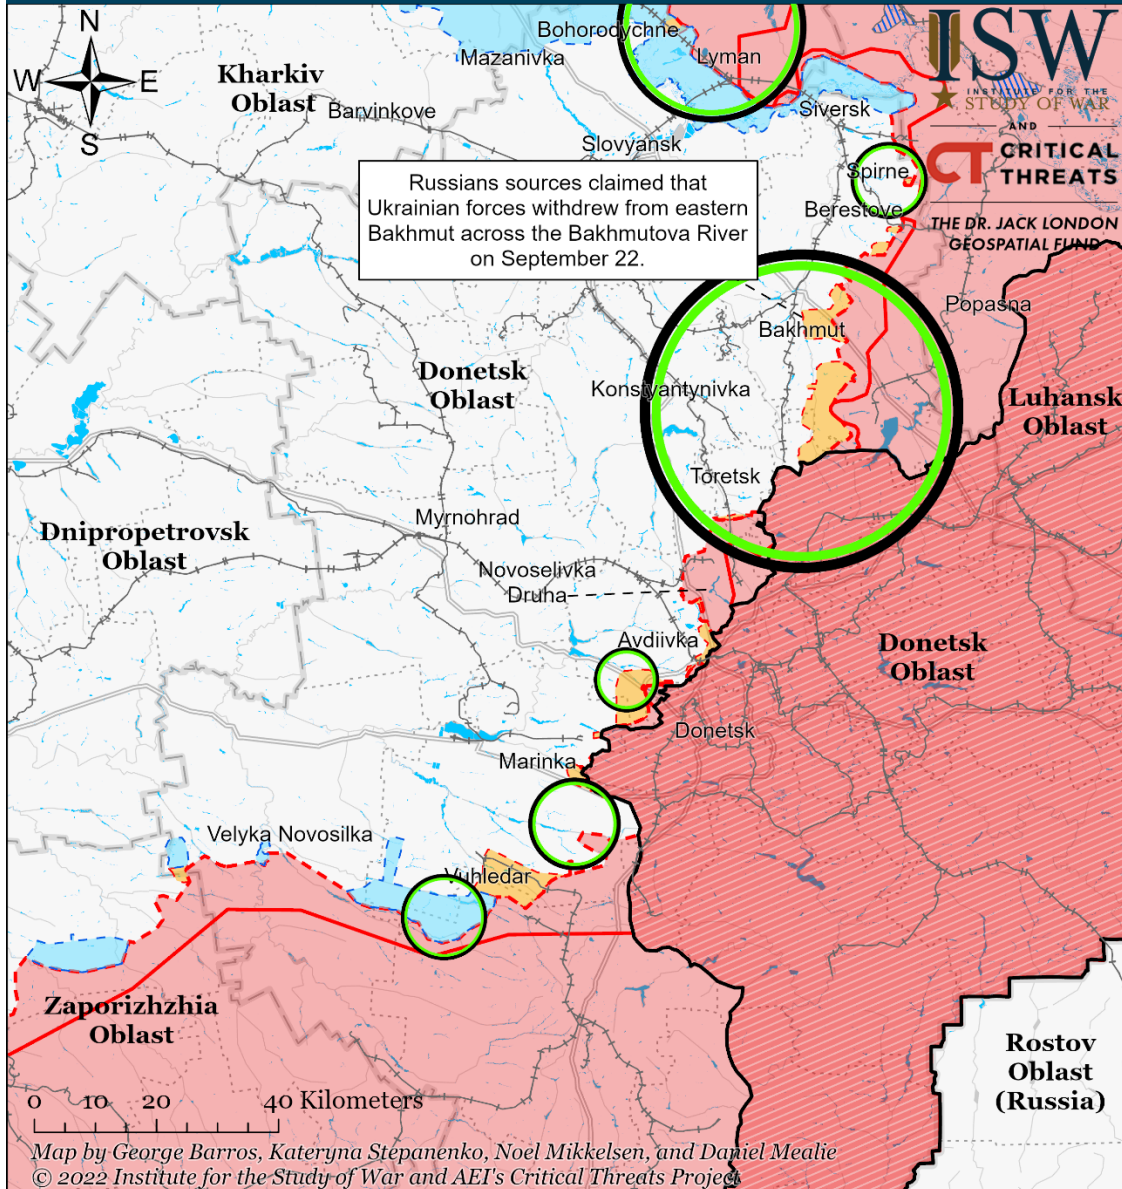 N
W E
S
ISW
INSTITUTE FOR THE
STUDY OF WAR
AND
CT CRITICAL
THREATS
THE DR. JACK LONDON
GEOSPATIAL FUND
Bohorodychne
Mazanivka
Lyman
Kharkiv
Oblast
Barvinkove
Siversk
Slovyansk
Spirne
Berestove
Russians sources claimed that
Ukrainian forces withdrew from eastern
Bakhmut across the Bakhmutova River
on September 22.
Popasna
Bakhmut
Donetsk
Oblast
Konstyantynivka
Luhansk
Oblast
Toretsk
Myrnohrad
Dnipropetrovsk
Oblast
Novoselivka
Druha
Avdiivka
Donetsk
Oblast
Donetsk
Marinka
Velyka Novosilka
Vuhledar
Zaporizhzhia
Oblast
Rostov
Oblast
(Russia)
0 10 20 40 Kilometers
Map by George Barros, Kateryna Stepanenko, Noel Mikkelsen, and Daniel Mealie
© 2022 Institute for the Study of War and AEI's Critical Threats Project